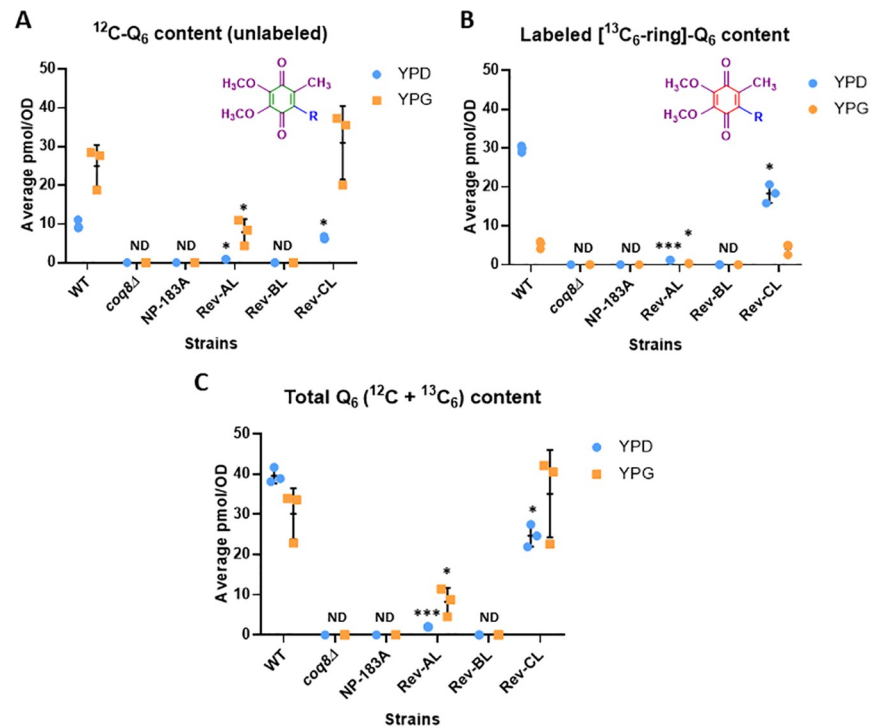 A
¹²C-Q₆ content (unlabeled)
YPD
YPG
Average pmol/OD
50
40
30
20
10
0
O
H₃CO
CH₃
H₃CO
R
O
ND
ND
*
*
ND
*
WT
coq8Δ
NP-183A
Rev-AL
Rev-BL
Rev-CL
Strains
B
Labeled [¹³C₆-ring]-Q₆ content
YPD
YPG
Average pmol/OD
50
40
30
20
10
0
O
H₃CO
CH₃
H₃CO
R
O
ND
ND
***
*
ND
*
WT
coq8Δ
NP-183A
Rev-AL
Rev-BL
Rev-CL
Strains
C
Total Q₆ (¹²C + ¹³C₆) content
YPD
YPG
Average pmol/OD
50
40
30
20
10
0
ND
ND
***
*
ND
*
WT
coq8Δ
NP-183A
Rev-AL
Rev-BL
Rev-CL
Strains